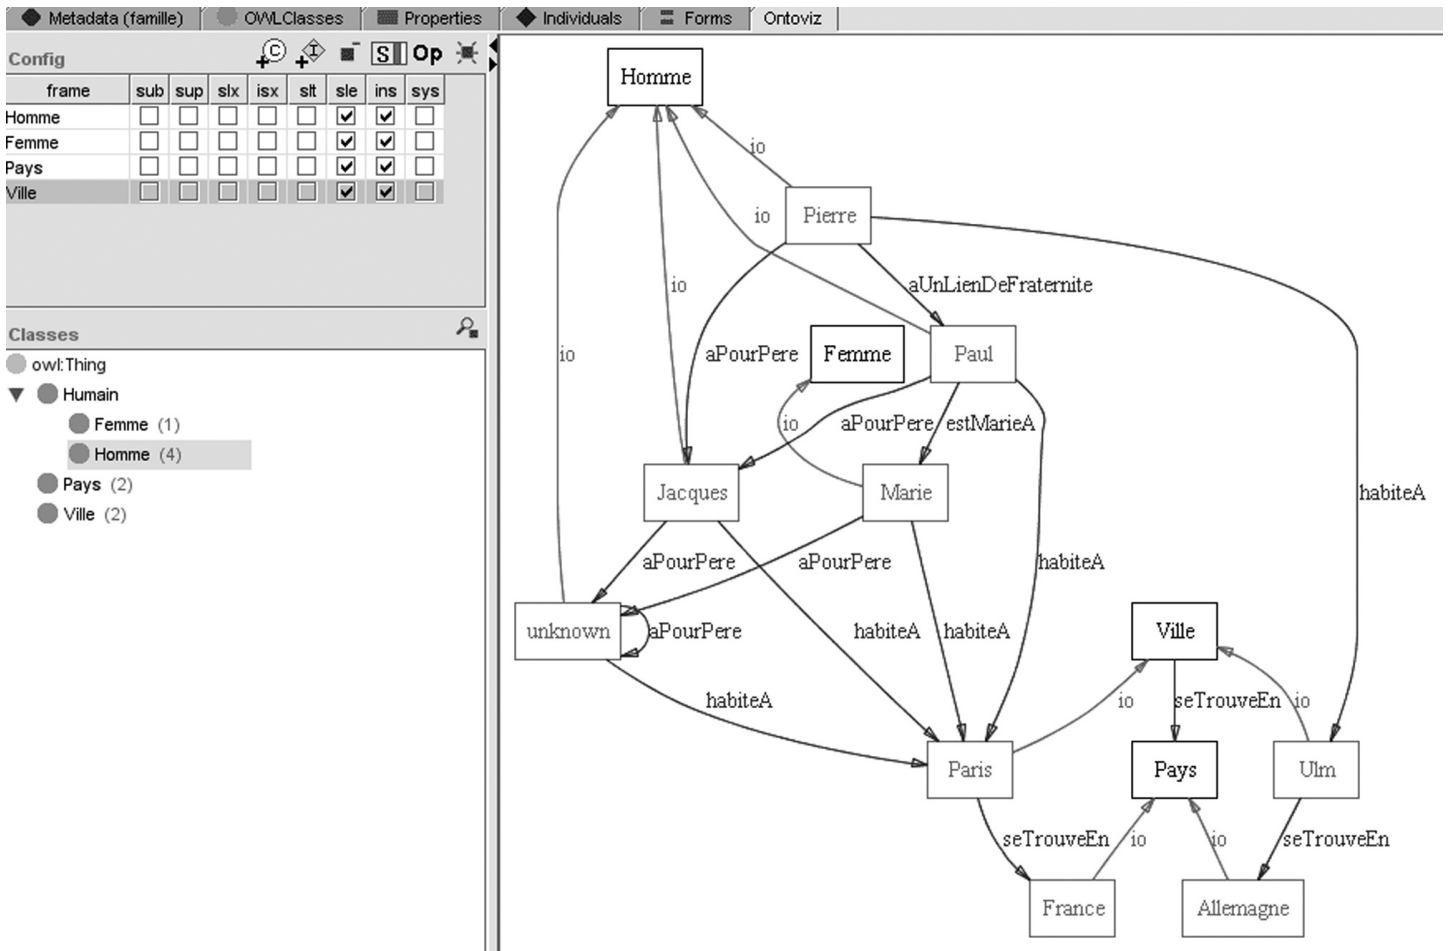 Metadata (famille) OWLClasses Properties Individuals Forms Ontoviz
Config C I S Op
frame sub sup slx isx slt sle ins sys
Homme
Femme
Pays
Ville
Classes
owl:Thing
Humain
Femme (1)
Homme (4)
Pays (2)
Ville (2)
Homme
io
io
Pierre
io
aUnLienDeFraternite
io
aPourPere
Femme
Paul
io
aPourPere
estMarieA
Jacques
Marie
habiteA
aPourPere
aPourPere
habiteA
unknown
aPourPere
habiteA
habiteA
Ville
habiteA
io
seTrouveEn
io
Paris
Pays
Ulm
seTrouveEn
io
io
seTrouveEn
France
Allemagne